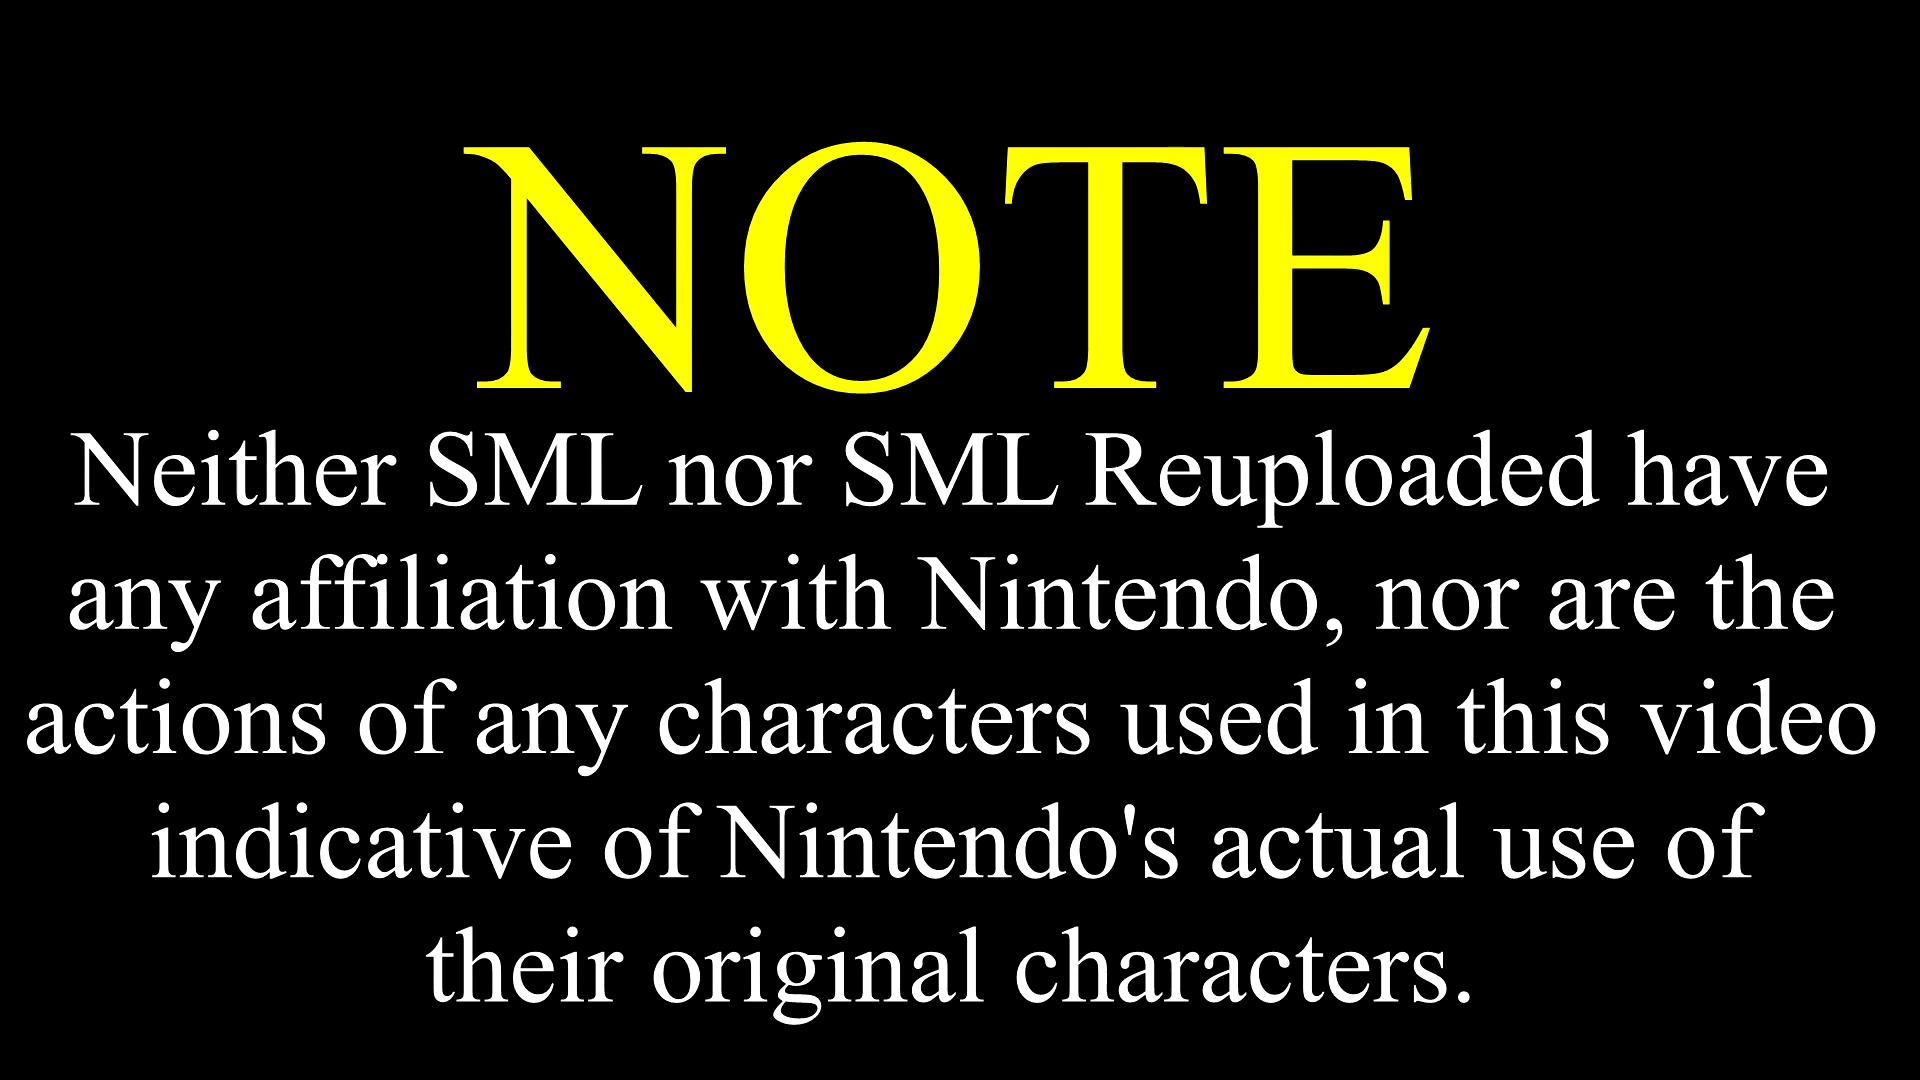 NOTE
Neither SML nor SML Reuploaded have
any affiliation with Nintendo, nor are the
actions of any characters used in this video
indicative of Nintendo's actual use of
their original characters.